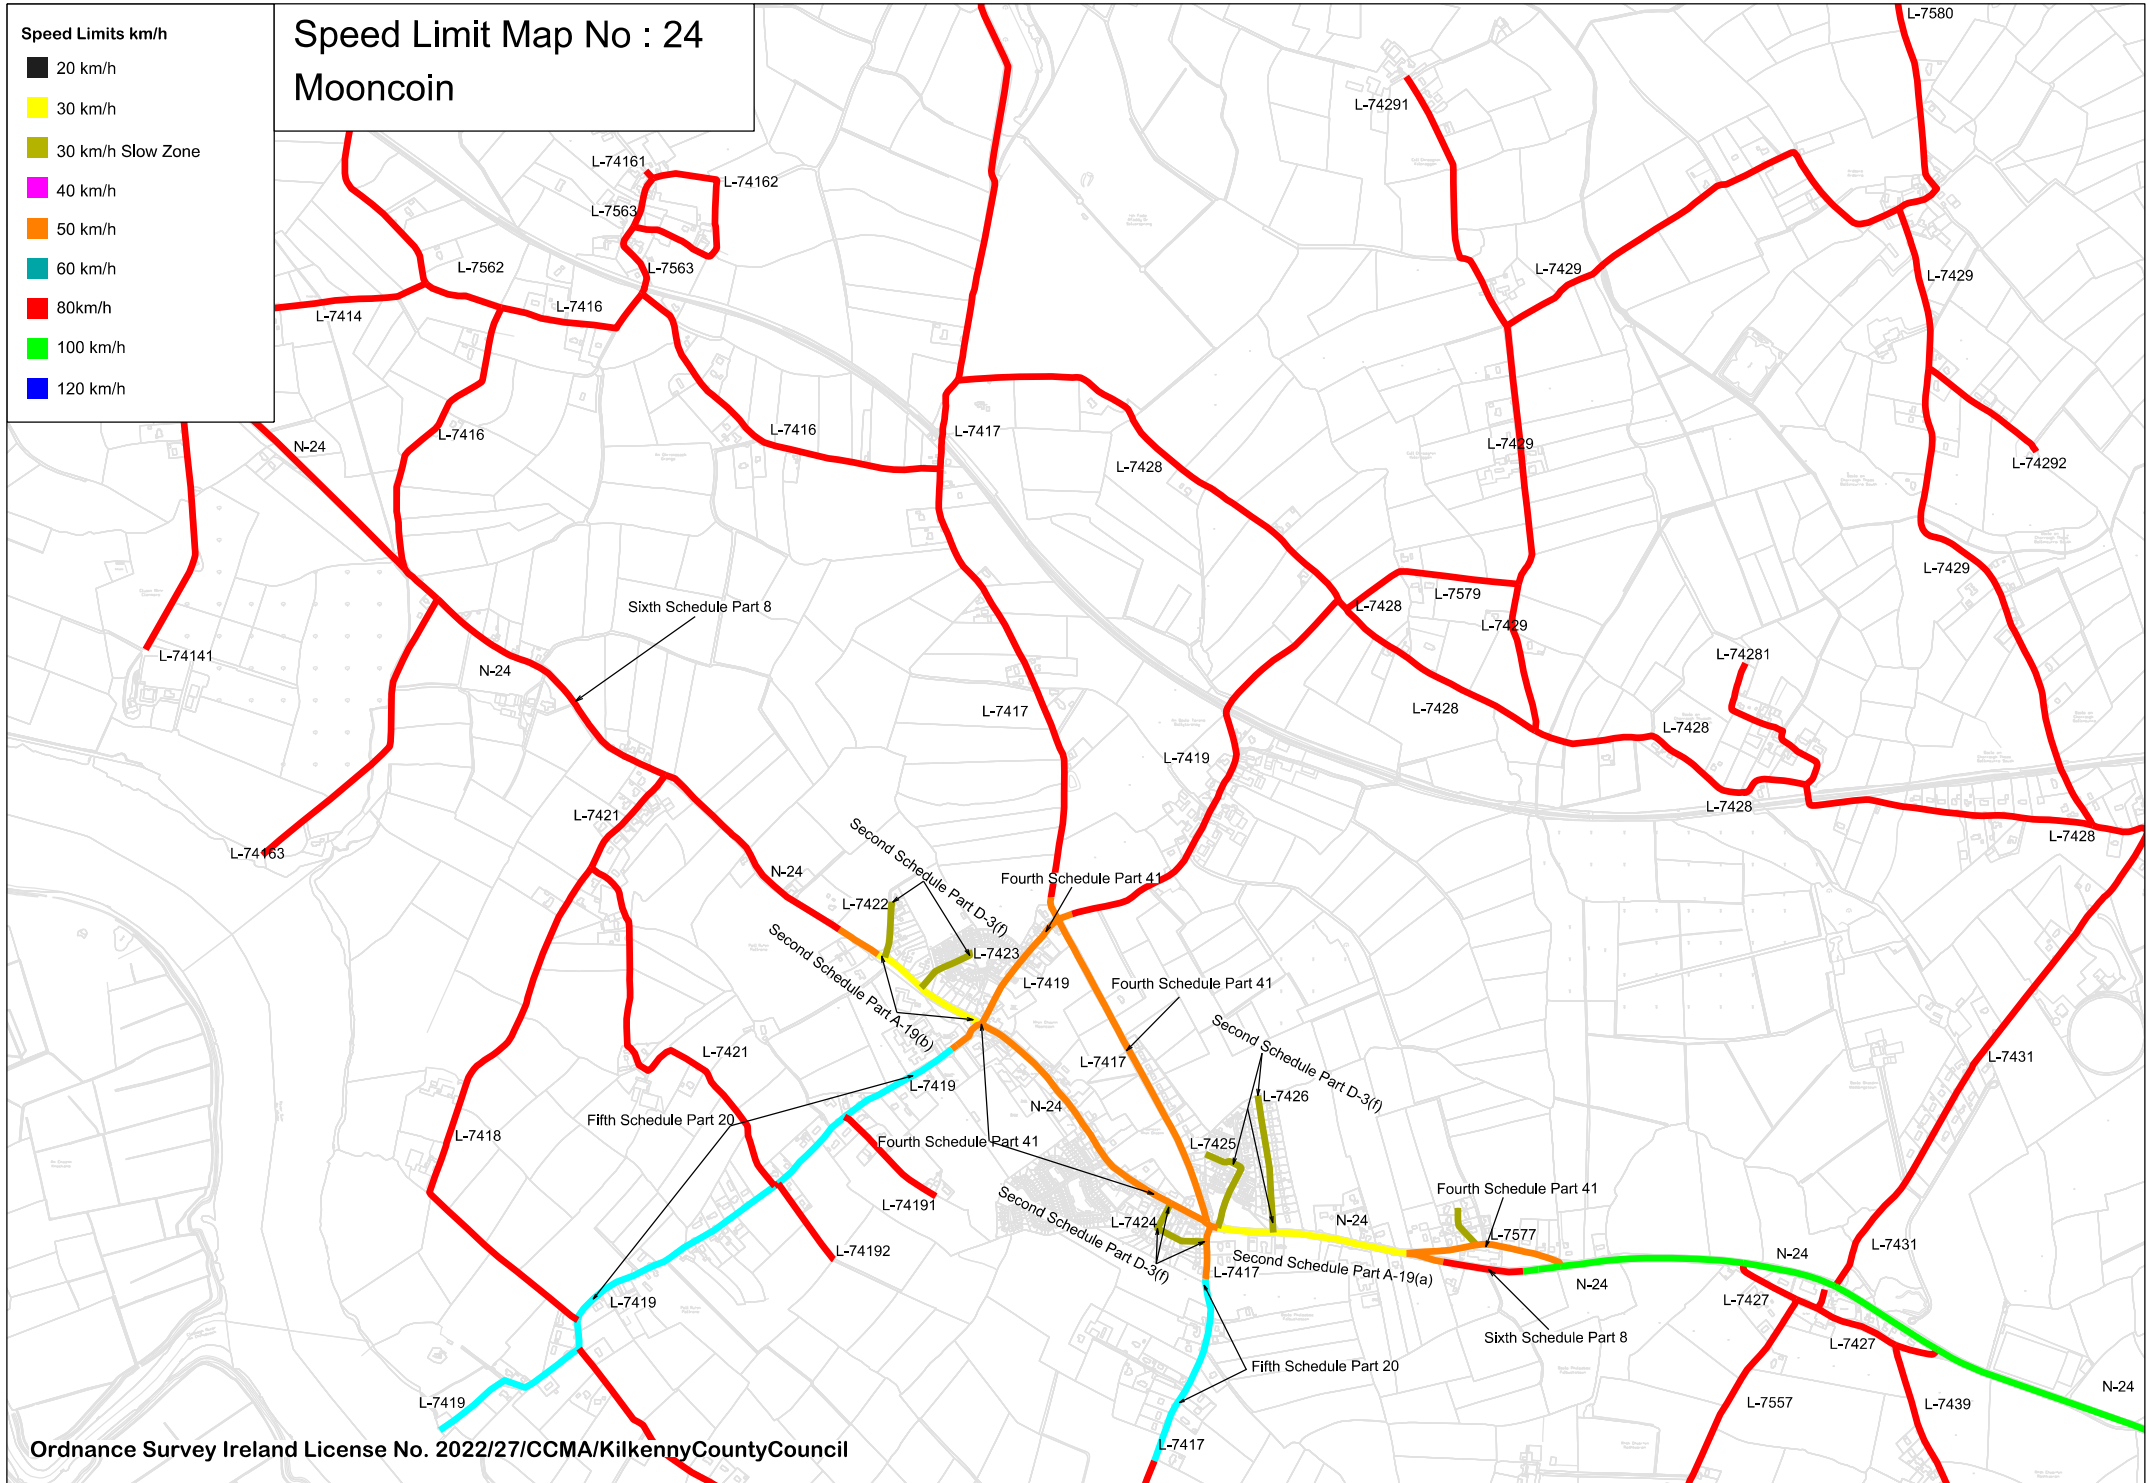 Speed Limits km/h
20 km/h
30 km/h
30 km/h Slow Zone
40 km/h
50 km/h
60 km/h
80km/h
100 km/h
120 km/h
Speed Limit Map No : 24
Mooncoin
L-7580
L-74291
L-74161
L-74162
L-7563
L-7563
L-7562
L-7416
L-7414
L-7429
L-7429
L-7416
L-7416
L-7417
L-7428
L-7429
L-74292
N-24
L-7429
L-7579
L-7428
L-7429
Sixth Schedule Part 8
L-74141
N-24
L-74281
L-7417
L-7428
L-7428
L-7419
L-7428
L-7428
L-7421
L-74163
Second Schedule Part D-3(f)
N-24
Fourth Schedule Part 41
L-7422
L-7423
Second Schedule Part A-19(b)
L-7419
Fourth Schedule Part 41
Second Schedule Part D-3(f)
L-7421
L-7417
L-7431
L-7419
L-7426
N-24
Fifth Schedule Part 20
L-7418
Fourth Schedule Part 41
L-7425
L-74191
Second Schedule Part D-3(f)
L-7424
Fourth Schedule Part 41
N-24
L-7577
L-74192
Second Schedule Part A-19(a)
L-7417
L-7431
N-24
N-24
L-7427
L-7419
Sixth Schedule Part 8
L-7427
Fifth Schedule Part 20
N-24
L-7419
L-7557
L-7439
L-7417
Ordnance Survey Ireland License No. 2022/27/CCMA/KilkennyCountyCouncil